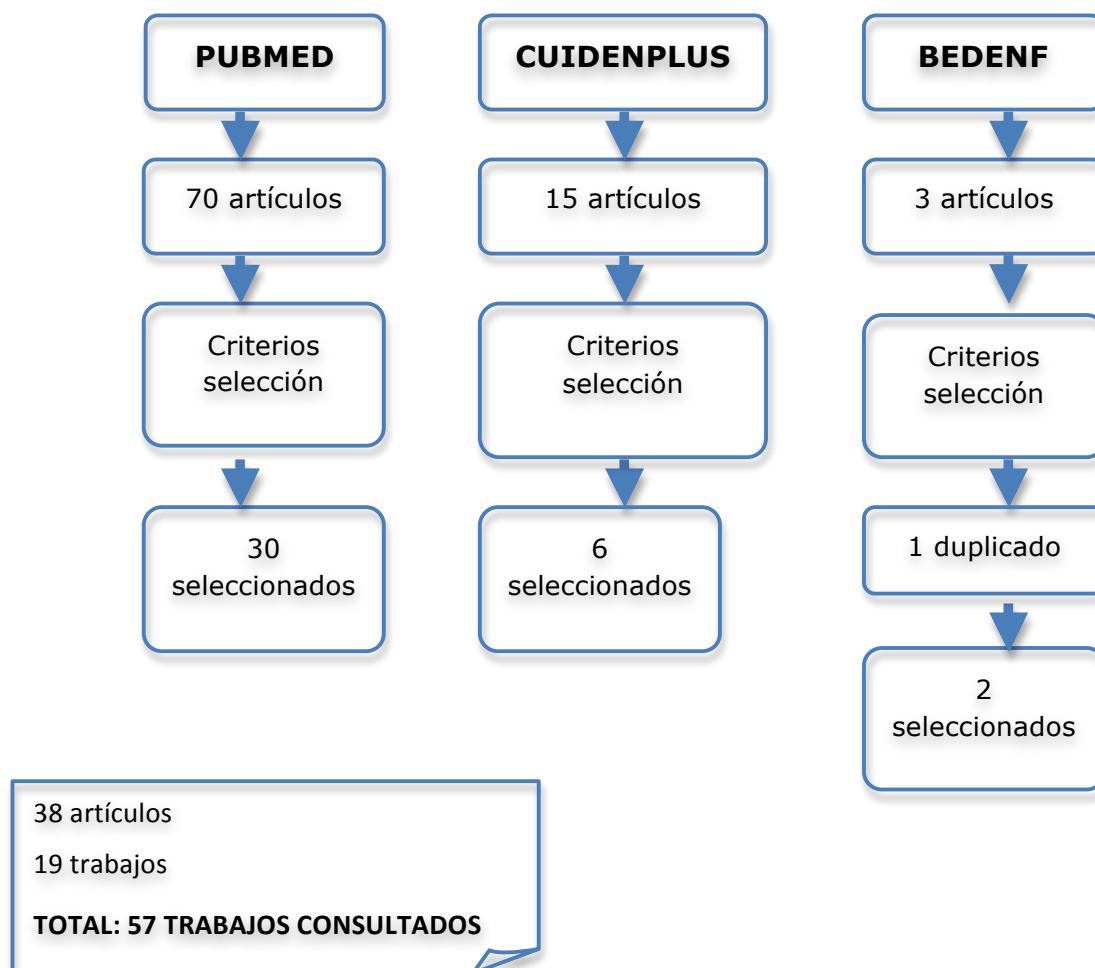 PUBMED
70 artículos
Criterios
selección
30
seleccionados
CUIDENPLUS
15 artículos
Criterios
selección
6
seleccionados
BEDENF
3 artículos
Criterios
selección
1 duplicado
2
seleccionados
38 artículos
19 trabajos
TOTAL: 57 TRABAJOS CONSULTADOS